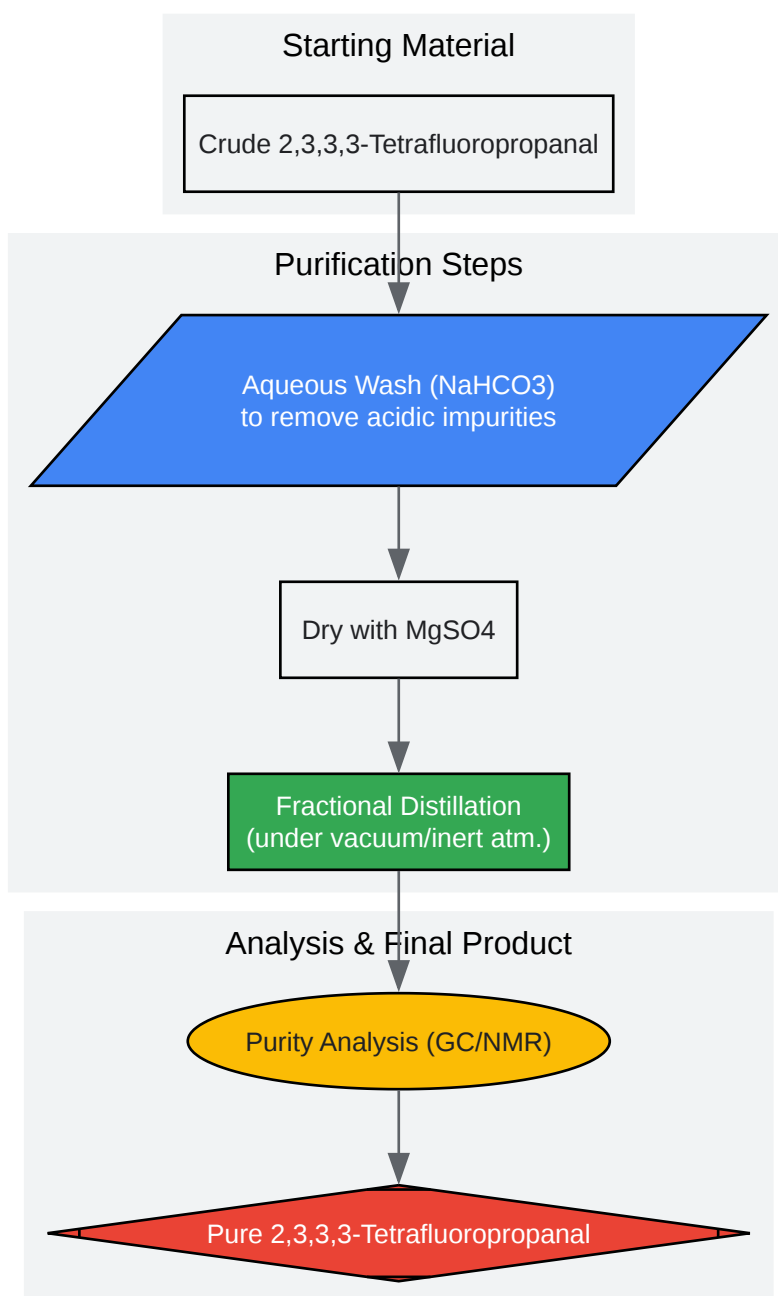 Starting Material
Crude 2,3,3,3-Tetrafluoropropanal
Purification Steps
Aqueous Wash (NaHCO3)
to remove acidic impurities
Dry with MgSO4
Fractional Distillation
(under vacuum/inert atm.)
Analysis & Final Product
Purity Analysis (GC/NMR)
Pure 2,3,3,3-Tetrafluoropropanal